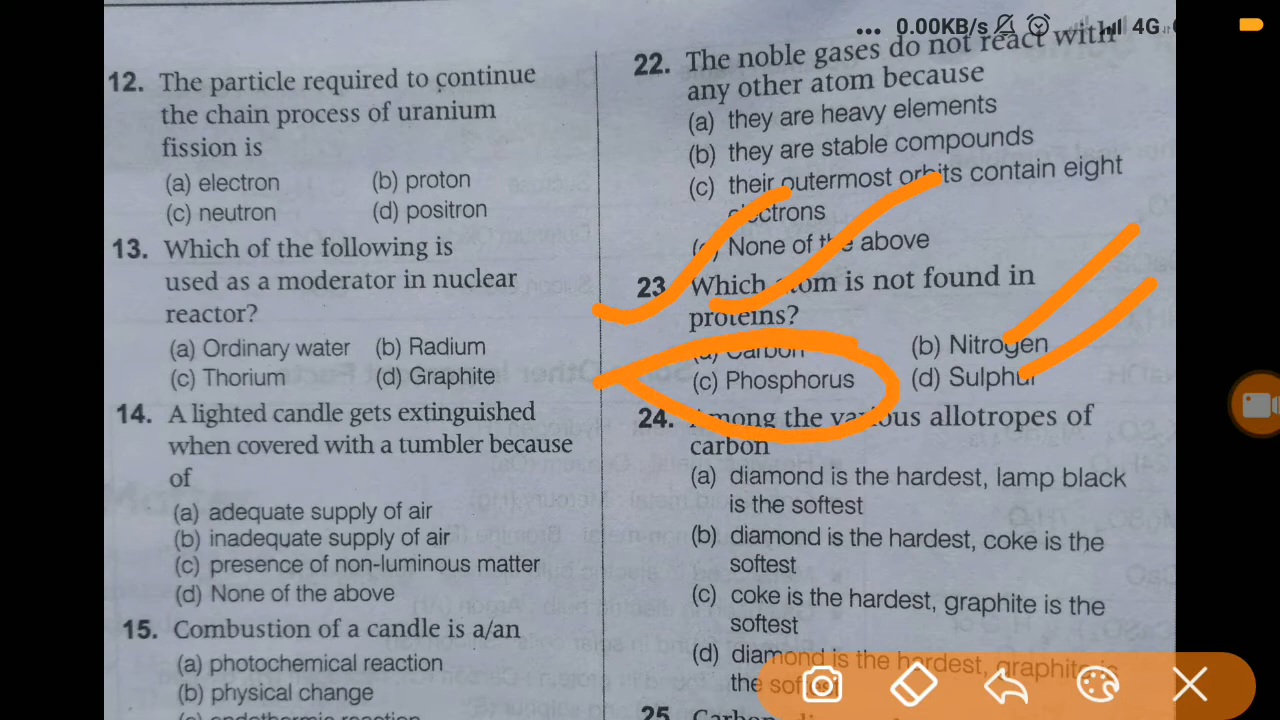 ... 0.00KB/s 4G
12. The particle required to continue
the chain process of uranium
fission is
(a) electron (b) proton
(c) neutron (d) positron
13. Which of the following is
used as a moderator in nuclear
reactor?
(a) Ordinary water (b) Radium
(c) Thorium (d) Graphite
14. A lighted candle gets extinguished
when covered with a tumbler because
of
(a) adequate supply of air
(b) inadequate supply of air
(c) presence of non-luminous matter
(d) None of the above
15. Combustion of a candle is a/an
(a) photochemical reaction
(b) physical change
(c) endothermic reaction
22. The noble gases do not react with
any other atom because
(a) they are heavy elements
(b) they are stable compounds
(c) their outermost orbits contain eight
electrons
None of the above
23 Which atom is not found in
proteins?
(a) Carbon (b) Nitrogen
(c) Phosphorus (d) Sulphur
24. Among the various allotropes of
carbon
(a) diamond is the hardest, lamp black
is the softest
(b) diamond is the hardest, coke is the
softest
(c) coke is the hardest, graphite is the
softest
(d) diamond is the hardest, graphite is
the softest
25